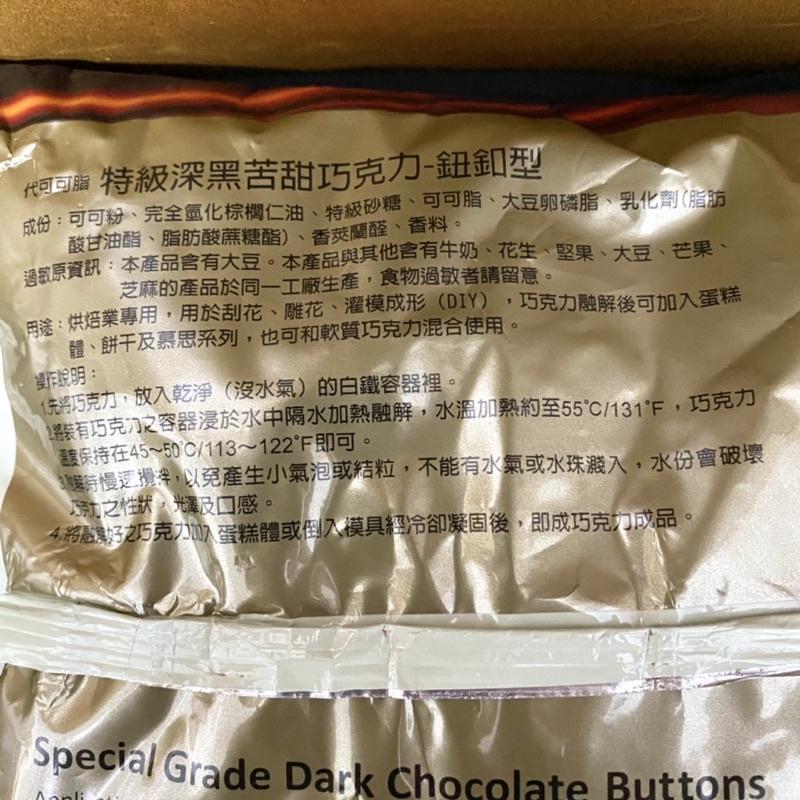 代可可脂 特級深黑苦甜巧克力-鈕釦型
成份：可可粉、完全氫化棕櫚仁油、特級砂糖、可可脂、大豆卵磷脂、乳化劑(脂肪
酸甘油酯、脂肪酸蔗糖酯)、香莢蘭醛、香料。
過敏原資訊：本產品含有大豆。本產品與其他含有牛奶、花生、堅果、大豆、芒果、
芝麻的產品於同一工廠生產，食物過敏者請留意。
用途：烘焙業專用，用於刮花、雕花、灌模成形（DIY），巧克力融解後可加入蛋糕
體、餅干及慕思系列，也可和軟質巧克力混合使用。
操作說明：
1.先將巧克力，放入乾淨（沒水氣）的白鐵容器裡。
2.將裝有巧克力之容器浸於水中隔水加熱融解，水溫加熱約至55°C/131°F，巧克力
溫度保持在45～50°C/113～122°F即可。
3.融解時慢速攪拌，以免產生小氣泡或結粒，不能有水氣或水珠濺入，水份會破壞
巧克力之性狀，光澤及口感。
4.將融解好之巧克力加入蛋糕體或倒入模具經冷卻凝固後，即成巧克力成品。
Special Grade Dark Chocolate Buttons